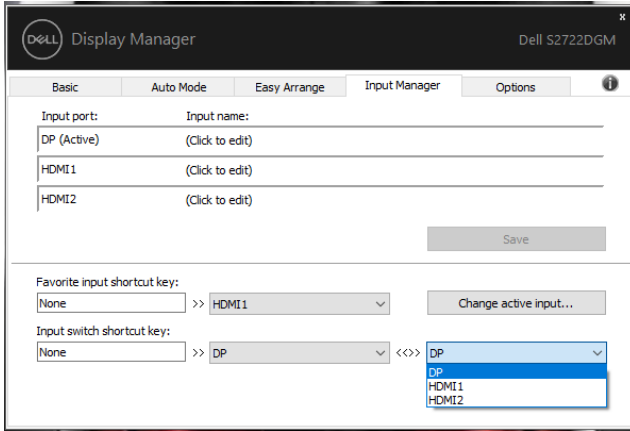 x
DELL Display Manager Dell S2722DGM
Basic Auto Mode Easy Arrange Input Manager Options i
Input port: Input name:
DP (Active) (Click to edit)
HDMI1 (Click to edit)
HDMI2 (Click to edit)
Save
Favorite input shortcut key:
None >> HDMI1 Change active input...
Input switch shortcut key:
None >> DP <<>> DP
DP
HDMI1
HDMI2